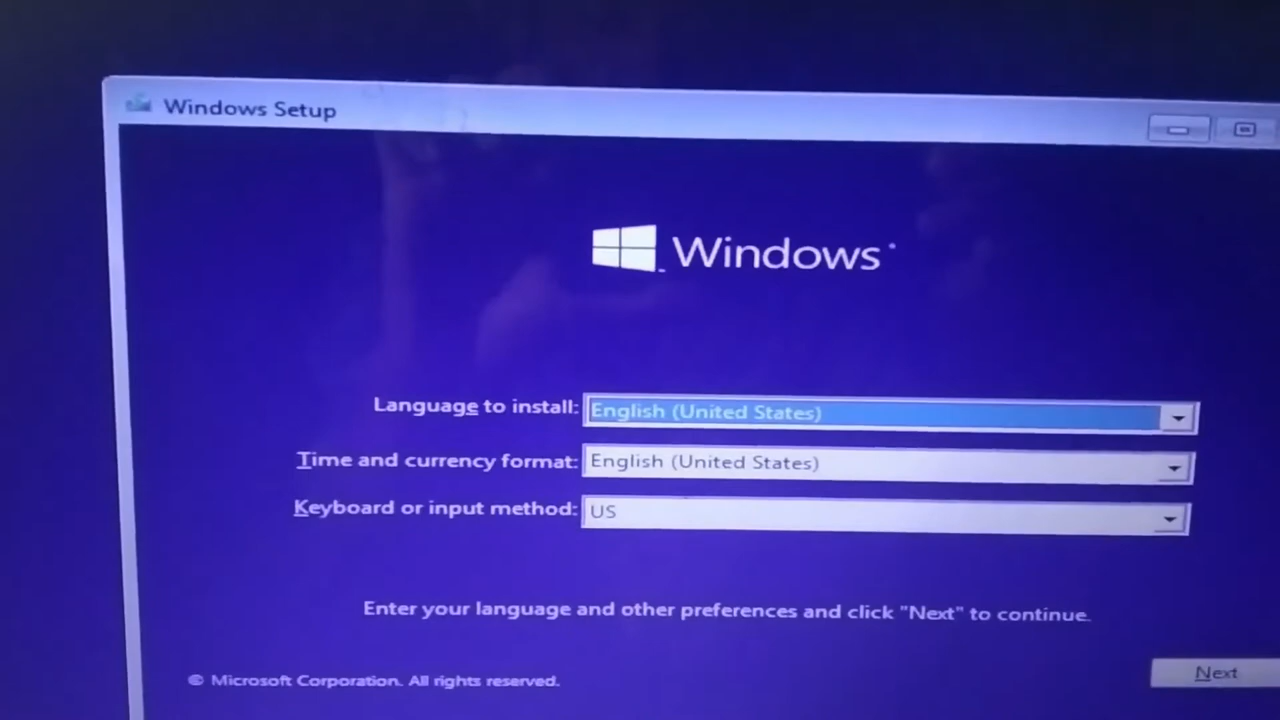 Windows Setup
Windows
Language to install: English (United States)
Time and currency format: English (United States)
Keyboard or input method: US
Enter your language and other preferences and click "Next" to continue.
© Microsoft Corporation. All rights reserved.
Next